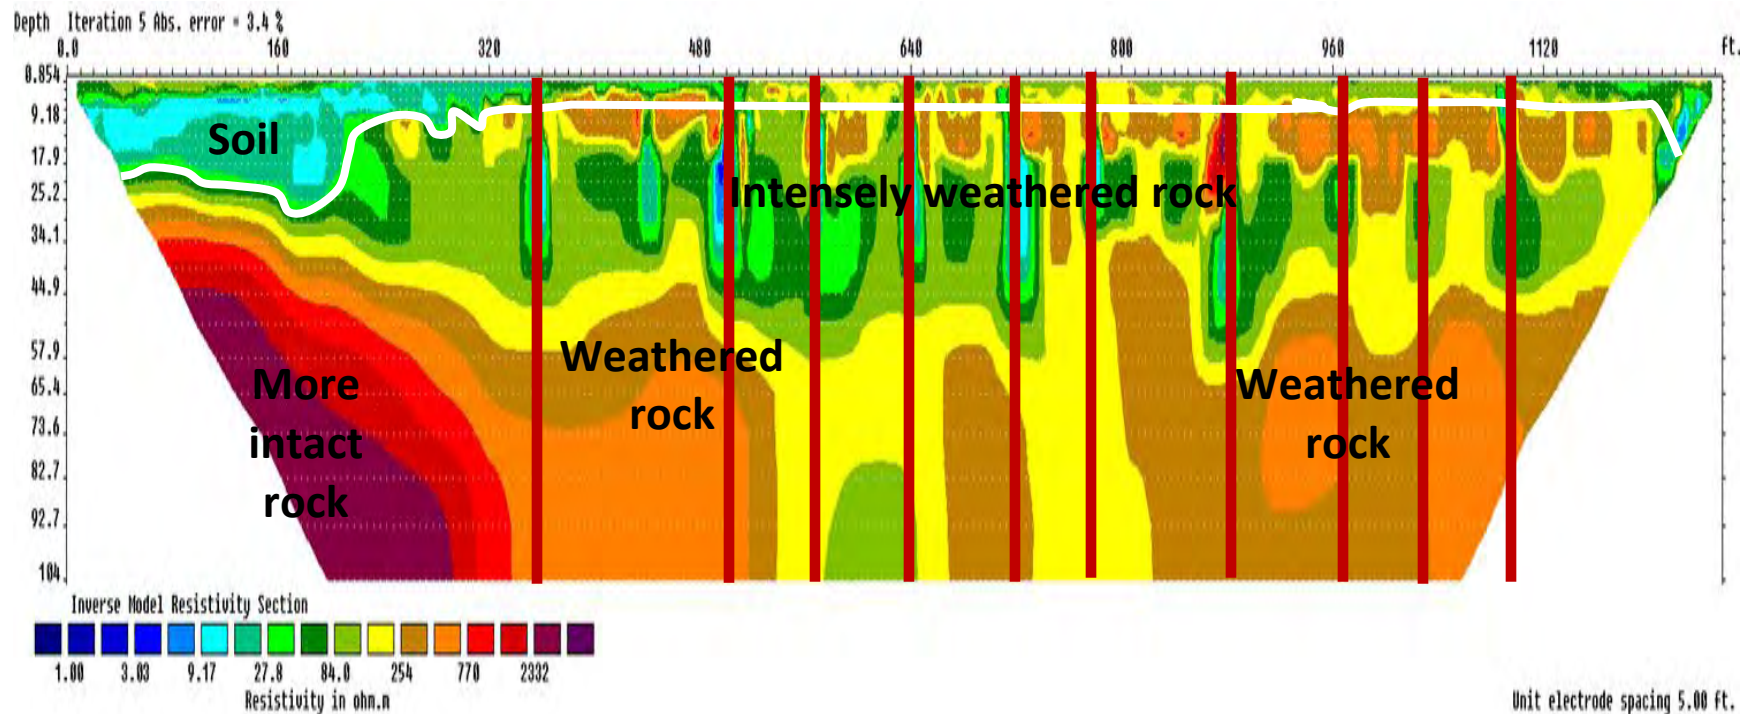 Depth Iteration 5 Abs. error = 3.4 %
0.0 160 320 480 640 800 960 1120 ft.
0.854
9.18
17.9
25.2
34.1
44.9
57.9
65.4
73.6
82.7
92.7
104
Soil
Intensely weathered rock
Weathered
rock
More
intact
rock
Weathered
rock
Inverse Model Resistivity Section
1.00 3.03 9.17 27.8 84.0 254 770 2332
Resistivity in ohm.m
Unit electrode spacing 5.00 ft.